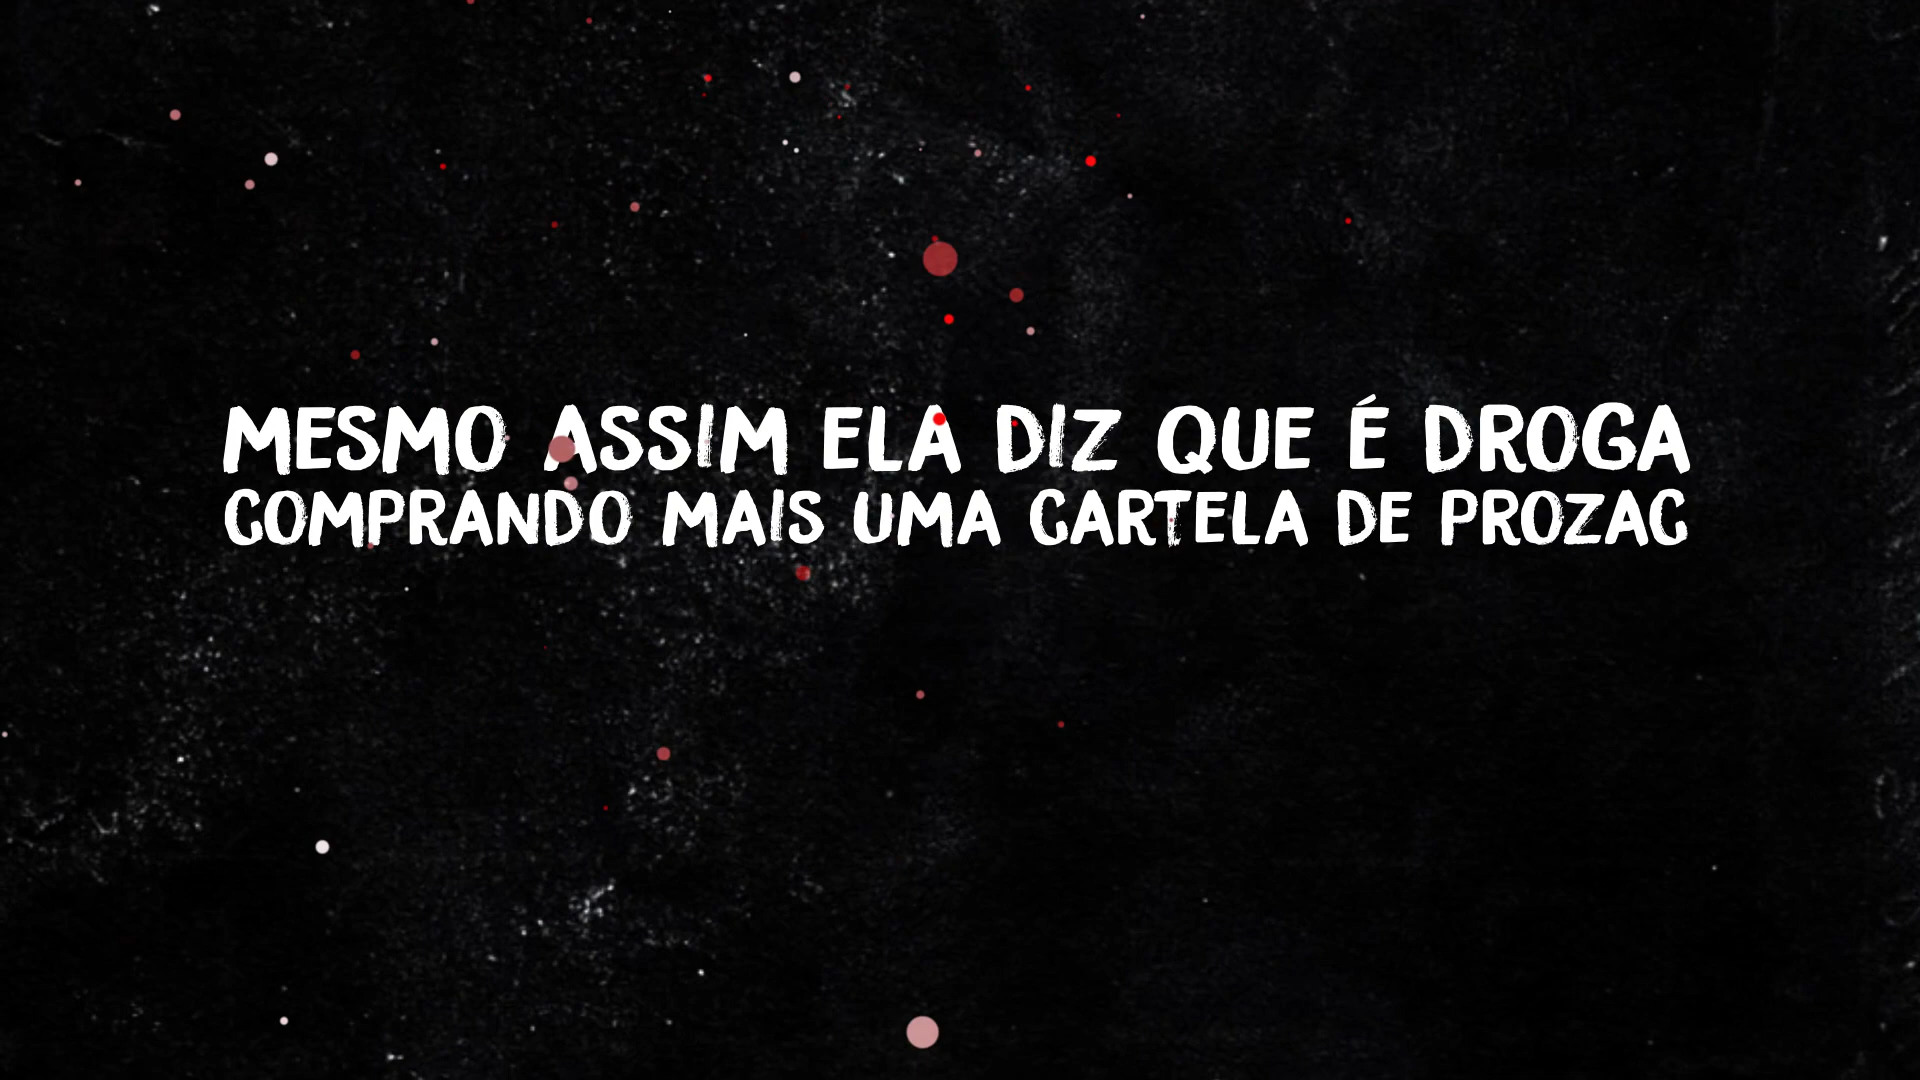 MESMO ASSIM ELA DIZ QUE É DROGA
COMPRANDO MAIS UMA CARTELA DE PROZAC